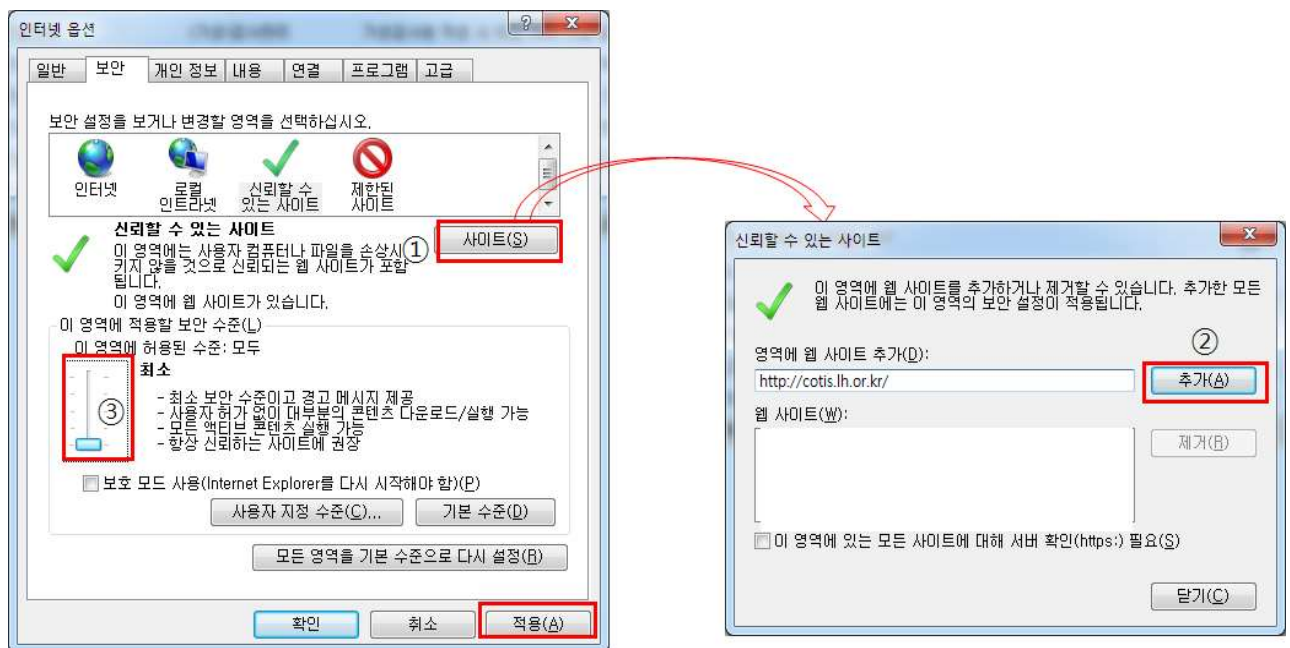 인터넷 옵션
일반 보안 개인 정보 내용 연결 프로그램 고급
보안 설정을 보거나 변경할 영역을 선택하십시오.
인터넷
로컬 인트라넷
신뢰할 수 있는 사이트
제한된 사이트
신뢰할 수 있는 사이트
이 영역에는 사용자 컴퓨터나 파일을 손상시
키지 않을 것으로 신뢰되는 웹 사이트가 포함
됩니다.
이 영역에 웹 사이트가 있습니다.
① 사이트(S)
이 영역에 적용할 보안 수준(L)
이 영역에 허용된 수준: 모두
③
최소
- 최소 보안 수준이고 경고 메시지 제공
- 사용자 허가 없이 대부분의 콘텐츠 다운로드/실행 가능
- 모든 액티브 콘텐츠 실행 가능
- 항상 신뢰하는 사이트에 권장
보호 모드 사용(Internet Explorer를 다시 시작해야 함)(P)
사용자 지정 수준(C)... 기본 수준(D)
모든 영역을 기본 수준으로 다시 설정(R)
확인 취소 적용(A)
신뢰할 수 있는 사이트
이 영역에 웹 사이트를 추가하거나 제거할 수 있습니다. 추가한 모든
웹 사이트에는 이 영역의 보안 설정이 적용됩니다.
②
영역에 웹 사이트 추가(D):
http://cotis.lh.or.kr/ 추가(A)
웹 사이트(W):
제거(R)
이 영역에 있는 모든 사이트에 대해 서버 확인(https:) 필요(S)
닫기(C)